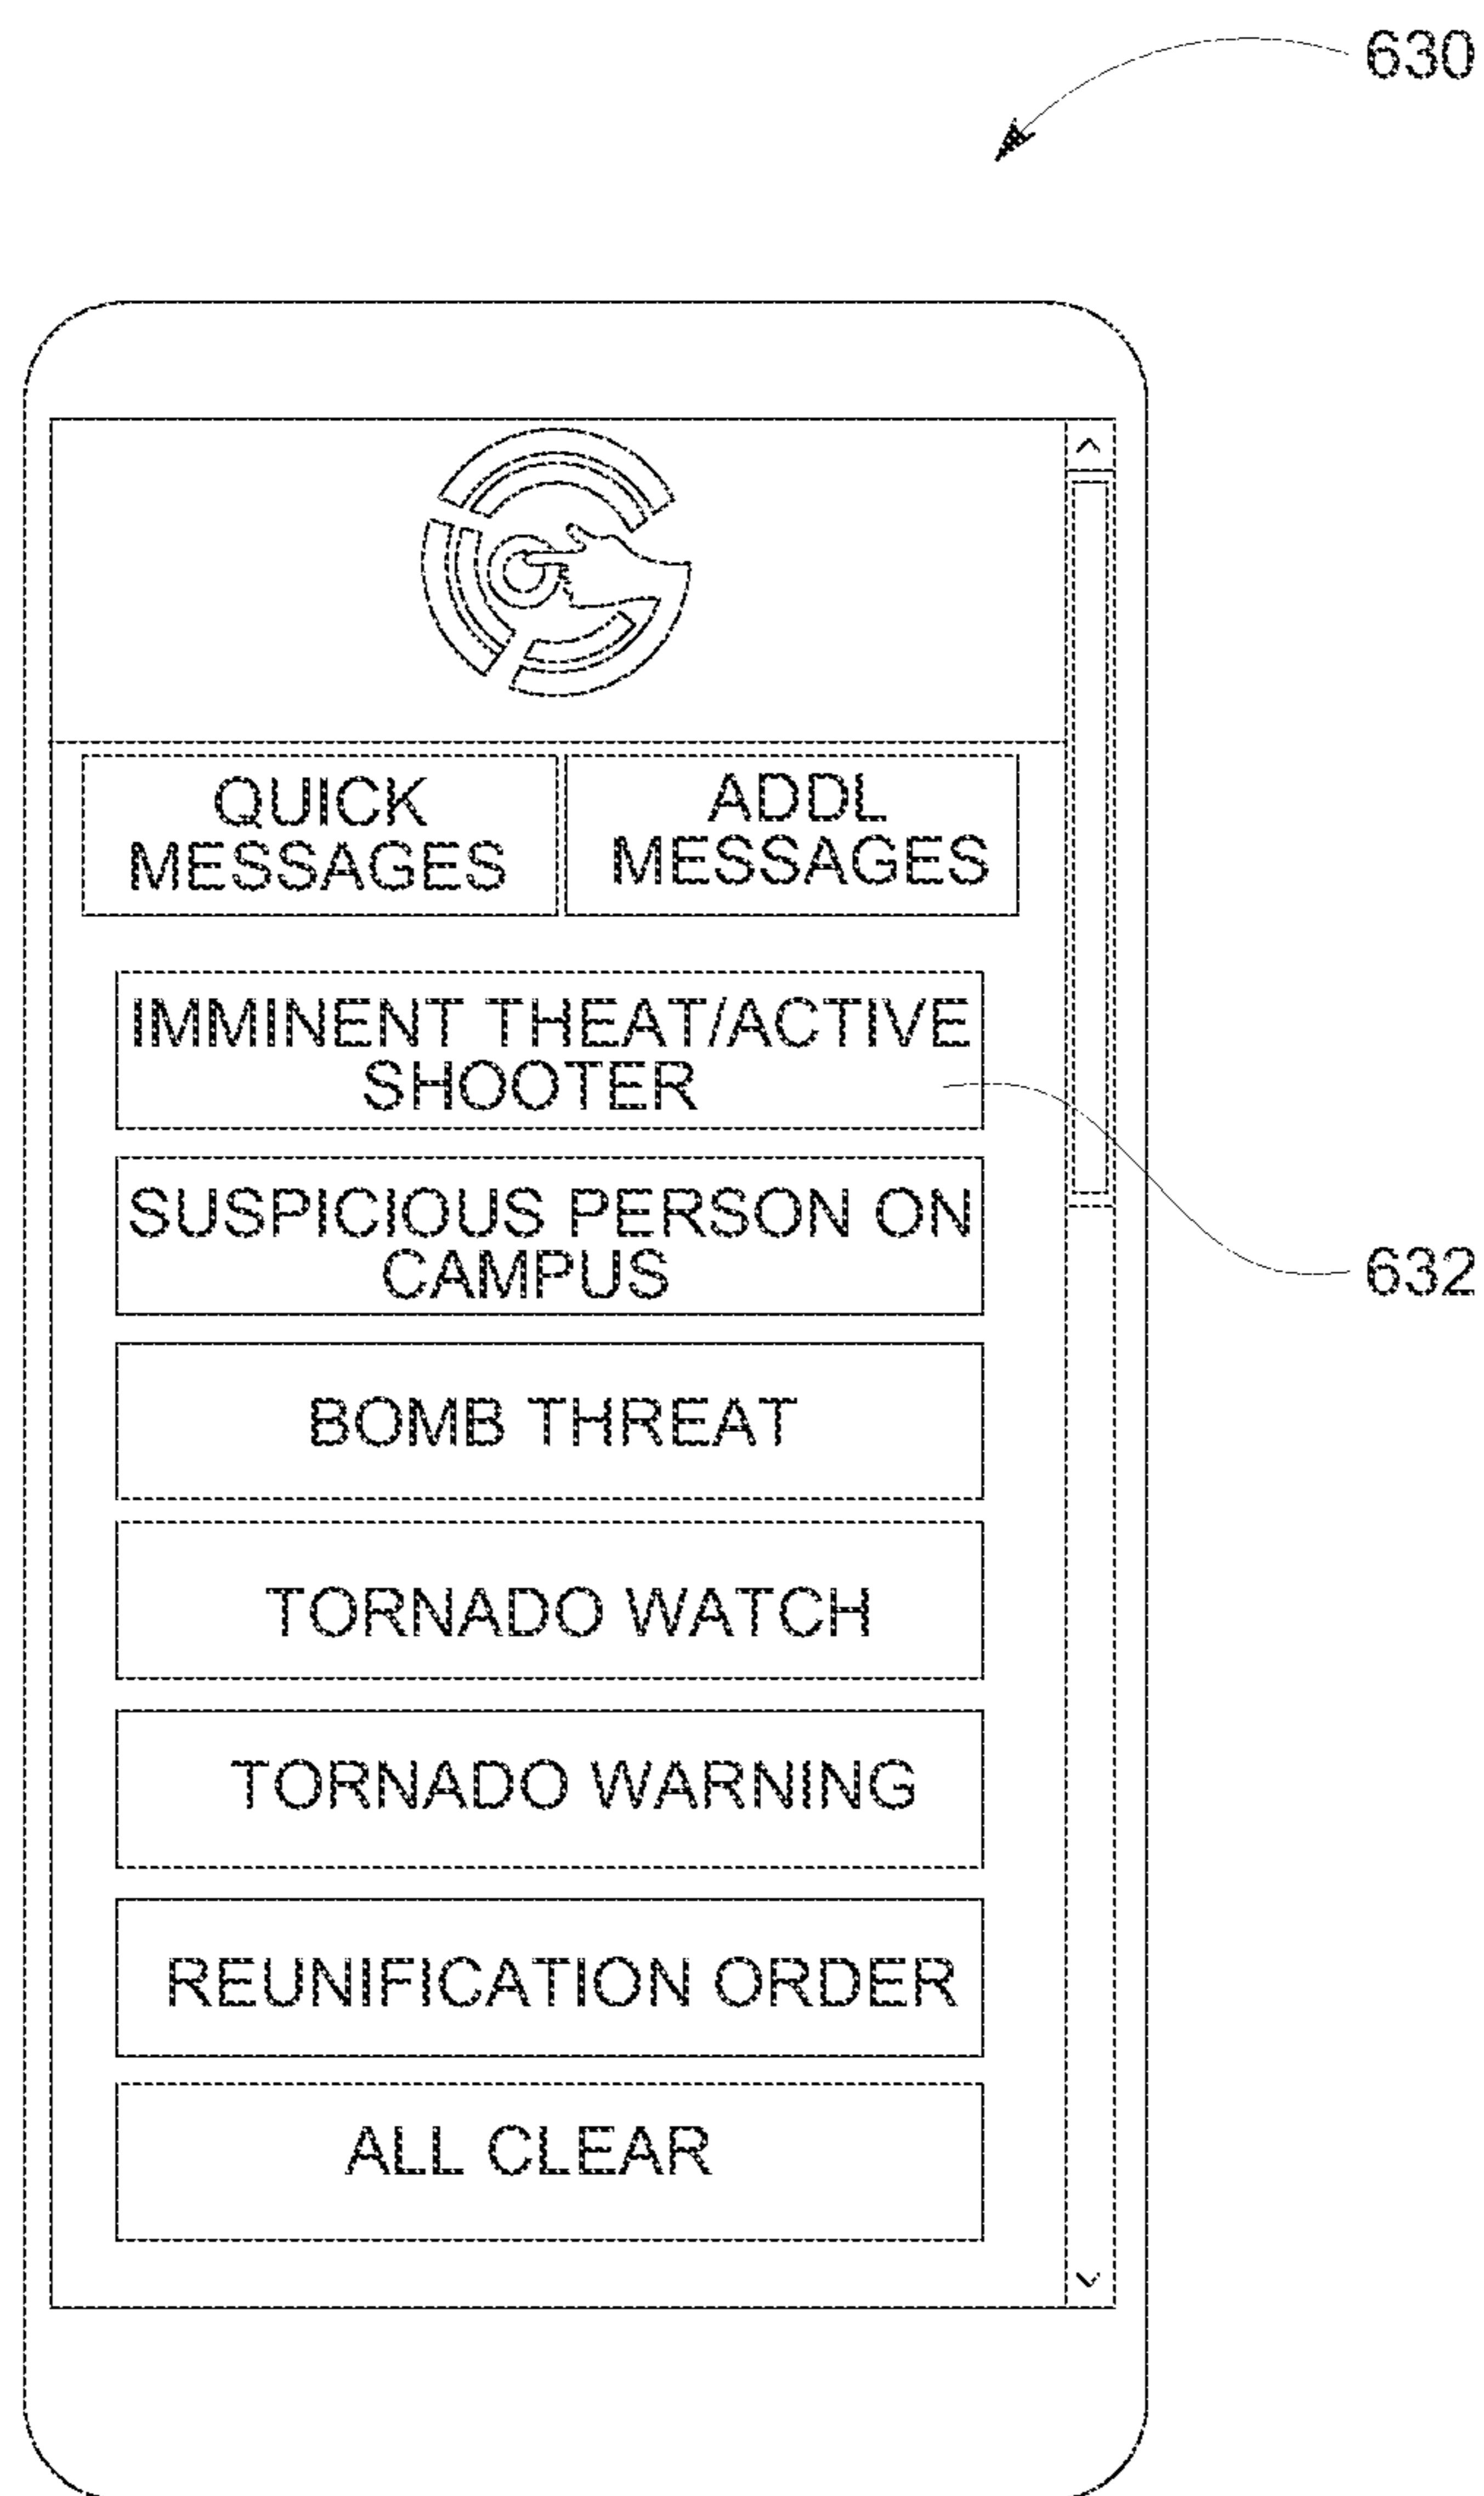 630
QUICK
MESSAGES
ADDL
MESSAGES
IMMINENT THEAT/ACTIVE
SHOOTER
SUSPICIOUS PERSON ON
CAMPUS
632
BOMB THREAT
TORNADO WATCH
TORNADO WARNING
REUNIFICATION ORDER
ALL CLEAR